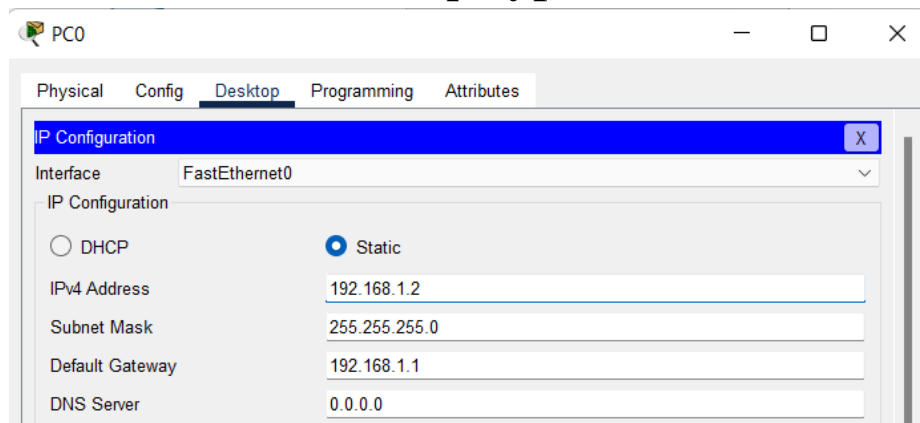 PC0
Physical Config Desktop Programming Attributes
IP Configuration X
Interface FastEthernet0
IP Configuration
DHCP Static
IPv4 Address 192.168.1.2
Subnet Mask 255.255.255.0
Default Gateway 192.168.1.1
DNS Server 0.0.0.0